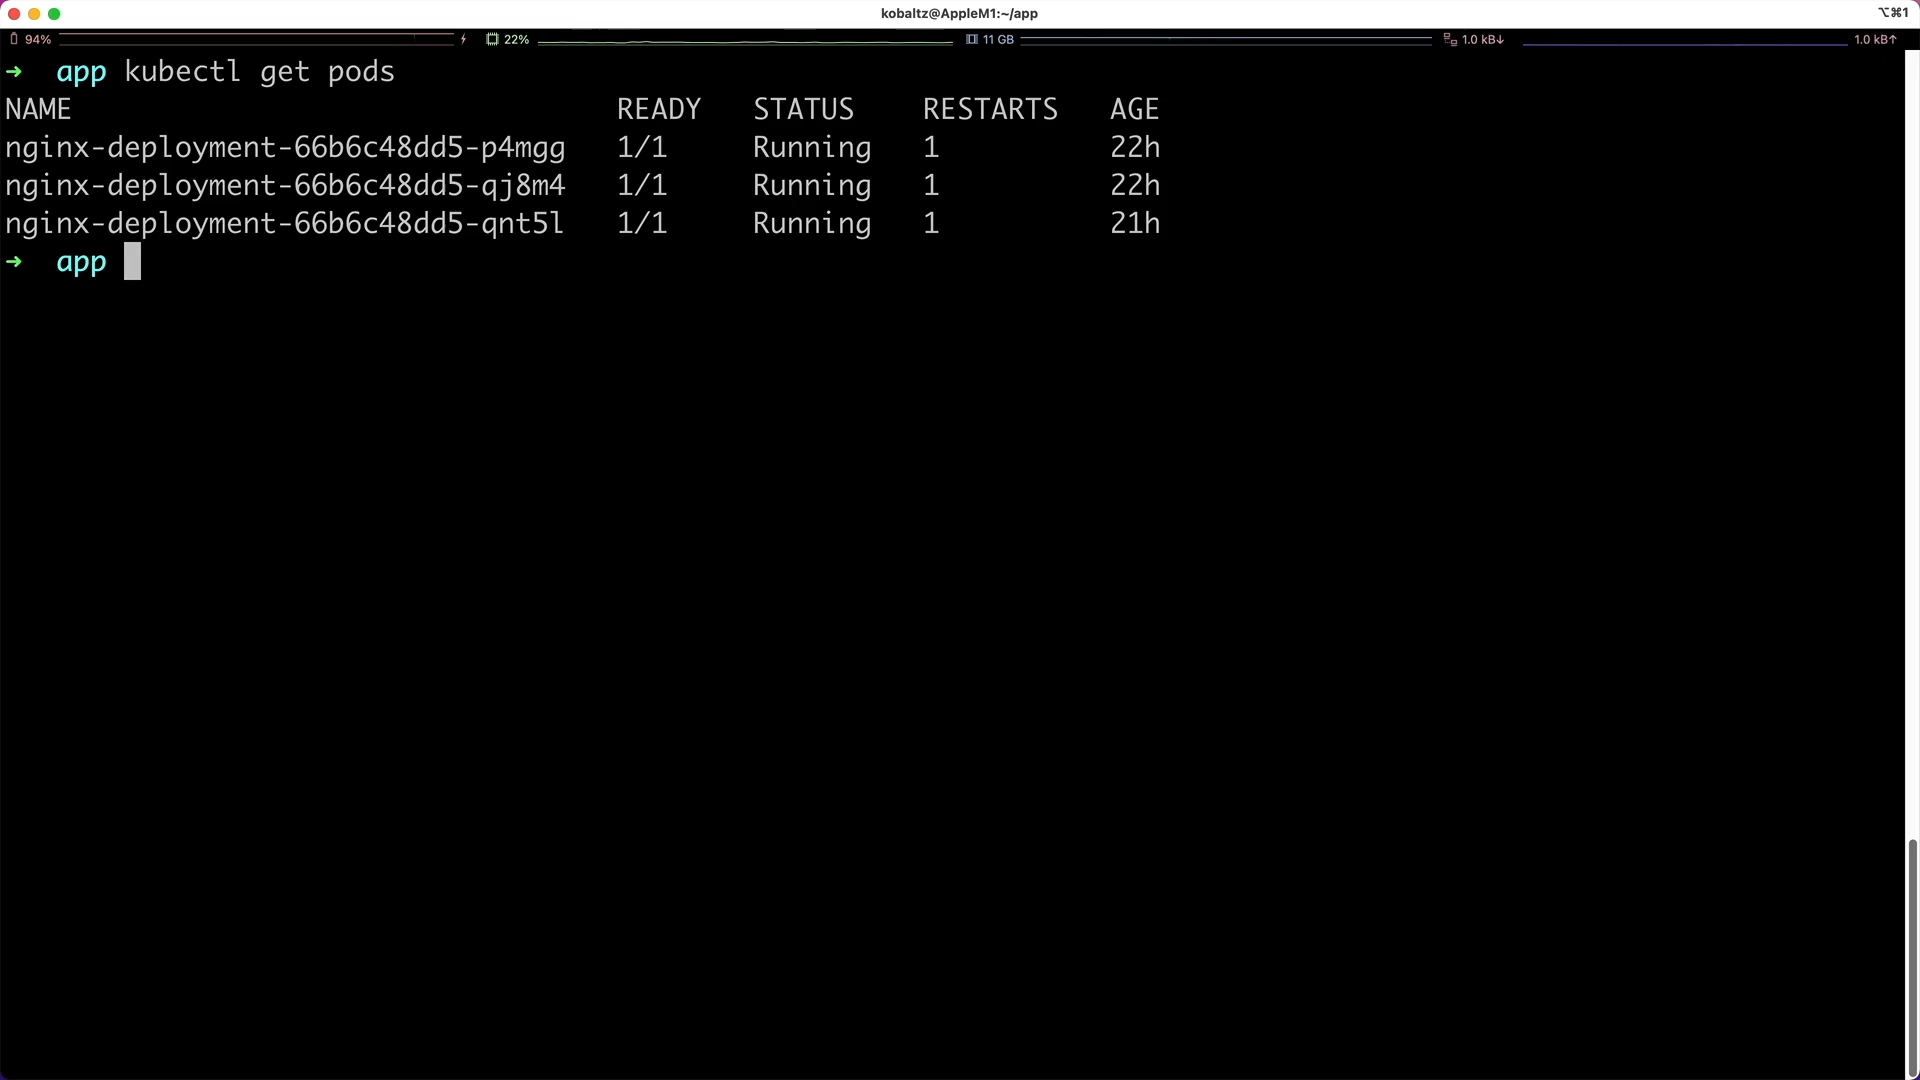 kobaltz@AppleM1:~/app
⌥⌘1
94% 22% 11 GB 1.0 kB↓ 1.0 kB↑
➜ app kubectl get pods
NAME READY STATUS RESTARTS AGE
nginx-deployment-66b6c48dd5-p4mgg 1/1 Running 1 22h
nginx-deployment-66b6c48dd5-qj8m4 1/1 Running 1 22h
nginx-deployment-66b6c48dd5-qnt5l 1/1 Running 1 21h
➜ app